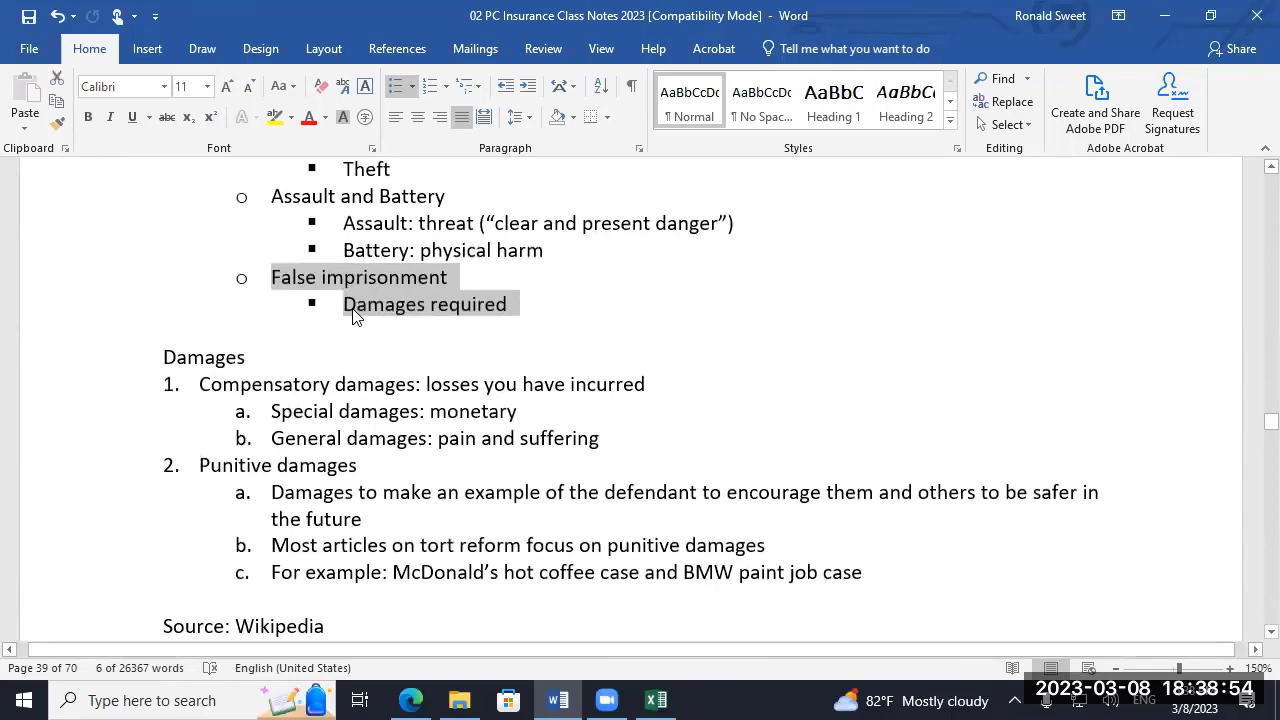 02 PC Insurance Class Notes 2023 [Compatibility Mode] - Word
Ronald Sweet
File Home Insert Draw Design Layout References Mailings Review View Help Acrobat Tell me what you want to do Share
Paste
Clipboard
Calibri 11
Font
Paragraph
AaBbCcDc AaBbCcDc AaBbC AaBbC
¶ Normal ¶ No Spac... Heading 1 Heading 2
Styles
Find
Replace
Select
Editing
Create and Share Adobe PDF
Request Signatures
Adobe Acrobat
▪ Theft
o Assault and Battery
▪ Assault: threat (“clear and present danger”)
▪ Battery: physical harm
o False imprisonment
▪ Damages required
Damages
1. Compensatory damages: losses you have incurred
a. Special damages: monetary
b. General damages: pain and suffering
2. Punitive damages
a. Damages to make an example of the defendant to encourage them and others to be safer in
the future
b. Most articles on tort reform focus on punitive damages
c. For example: McDonald’s hot coffee case and BMW paint job case
Source: Wikipedia
Page 39 of 70 6 of 26367 words English (United States) 150%
Type here to search
82°F Mostly cloudy
ENG
2023-03-08 18:38:54
3/8/2023